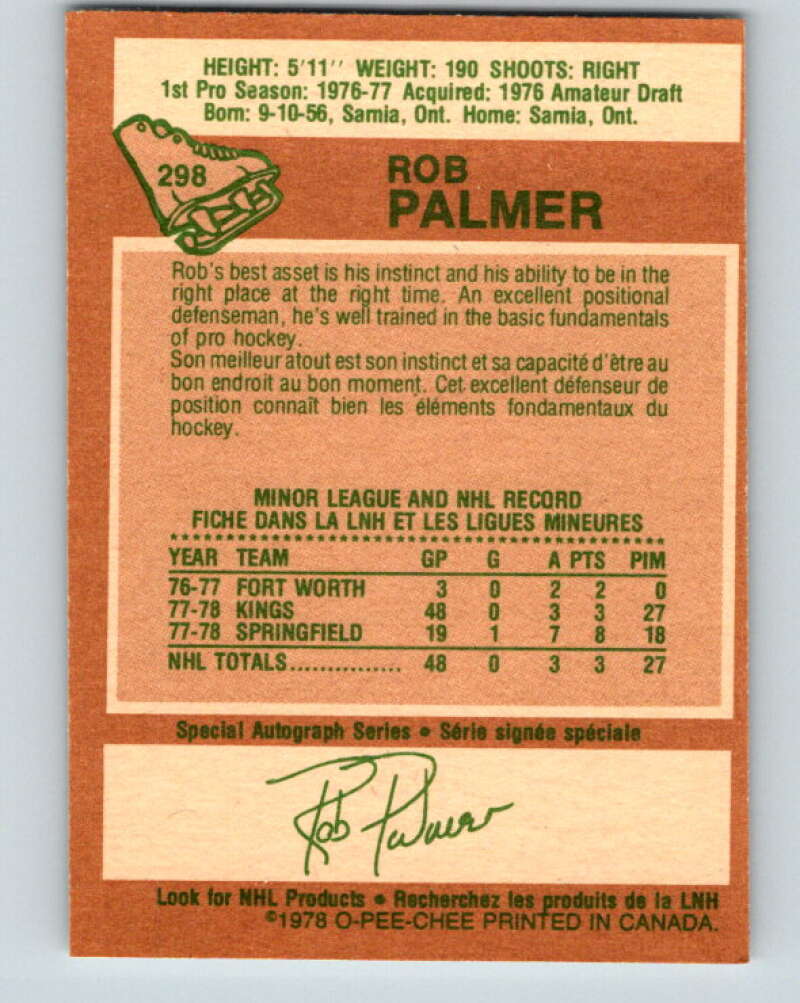 HEIGHT: 5'11'' WEIGHT: 190 SHOOTS: RIGHT
1st Pro Season: 1976-77 Acquired: 1976 Amateur Draft
Born: 9-10-56, Sarnia, Ont. Home: Sarnia, Ont.
298
ROB
PALMER
Rob's best asset is his instinct and his ability to be in the
right place at the right time. An excellent positional
defenseman, he's well trained in the basic fundamentals
of pro hockey.
Son meilleur atout est son instinct et sa capacité d'être au
bon endroit au bon moment. Cet excellent défenseur de
position connaît bien les éléments fondamentaux du
hockey.
MINOR LEAGUE AND NHL RECORD
FICHE DANS LA LNH ET LES LIGUES MINEURES
YEAR TEAM GP G A PTS PIM
76-77 FORT WORTH 3 0 2 2 0
77-78 KINGS 48 0 3 3 27
77-78 SPRINGFIELD 19 1 7 8 18
NHL TOTALS............... 48 0 3 3 27
Special Autograph Series • Série signée spéciale
Rob Palmer
Look for NHL Products • Recherchez les produits de la LNH
©1978 O-PEE-CHEE PRINTED IN CANADA.